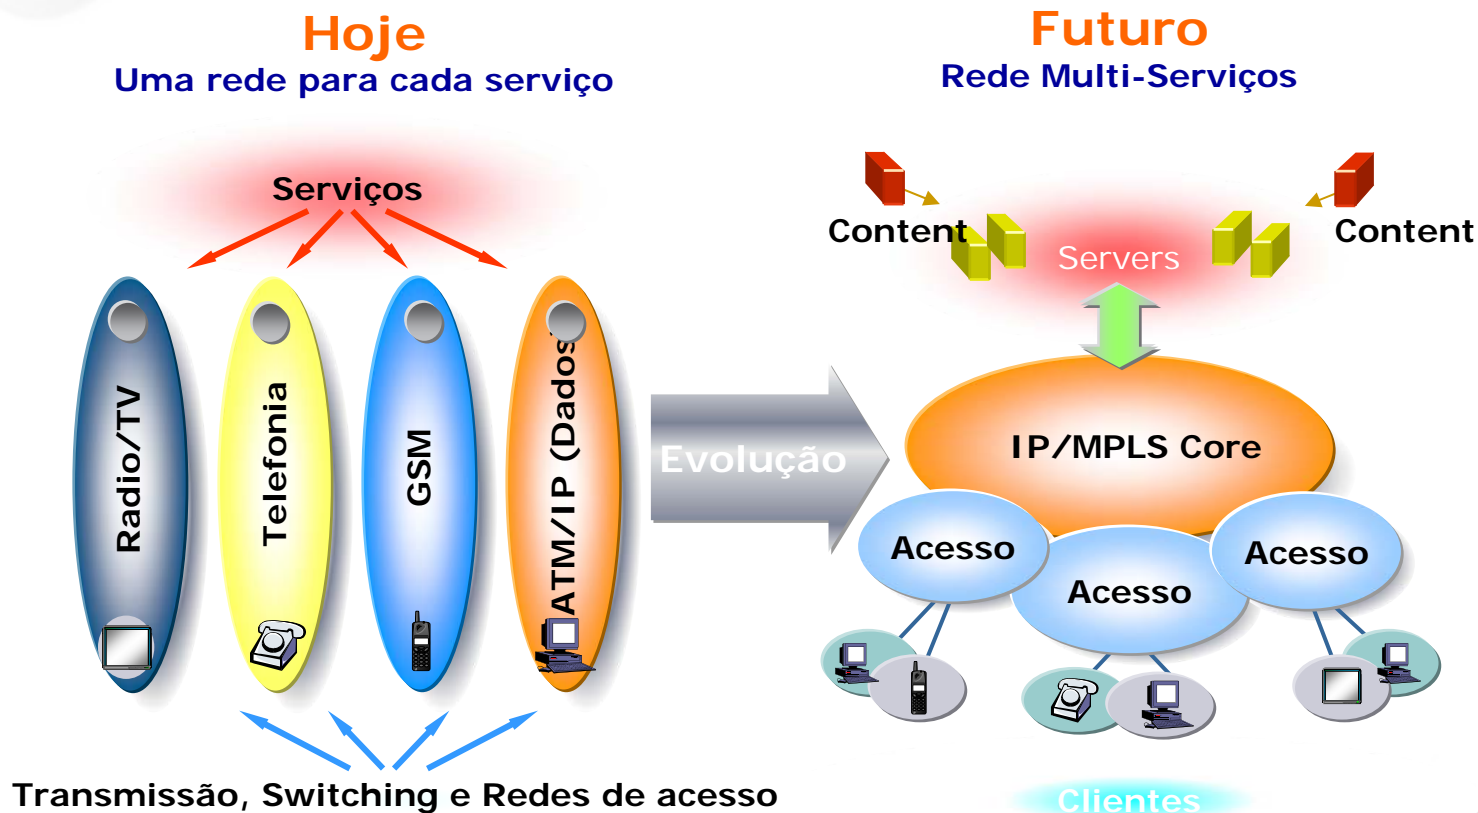 Hoje
Uma rede para cada serviço
Serviços
Radio/TV
Telefonia
GSM
ATM/IP (Dados)
Transmissão, Switching e Redes de acesso
Evolução
Futuro
Rede Multi-Serviços
Content
Servers
Content
IP/MPLS Core
Acesso
Acesso
Acesso
Clientes